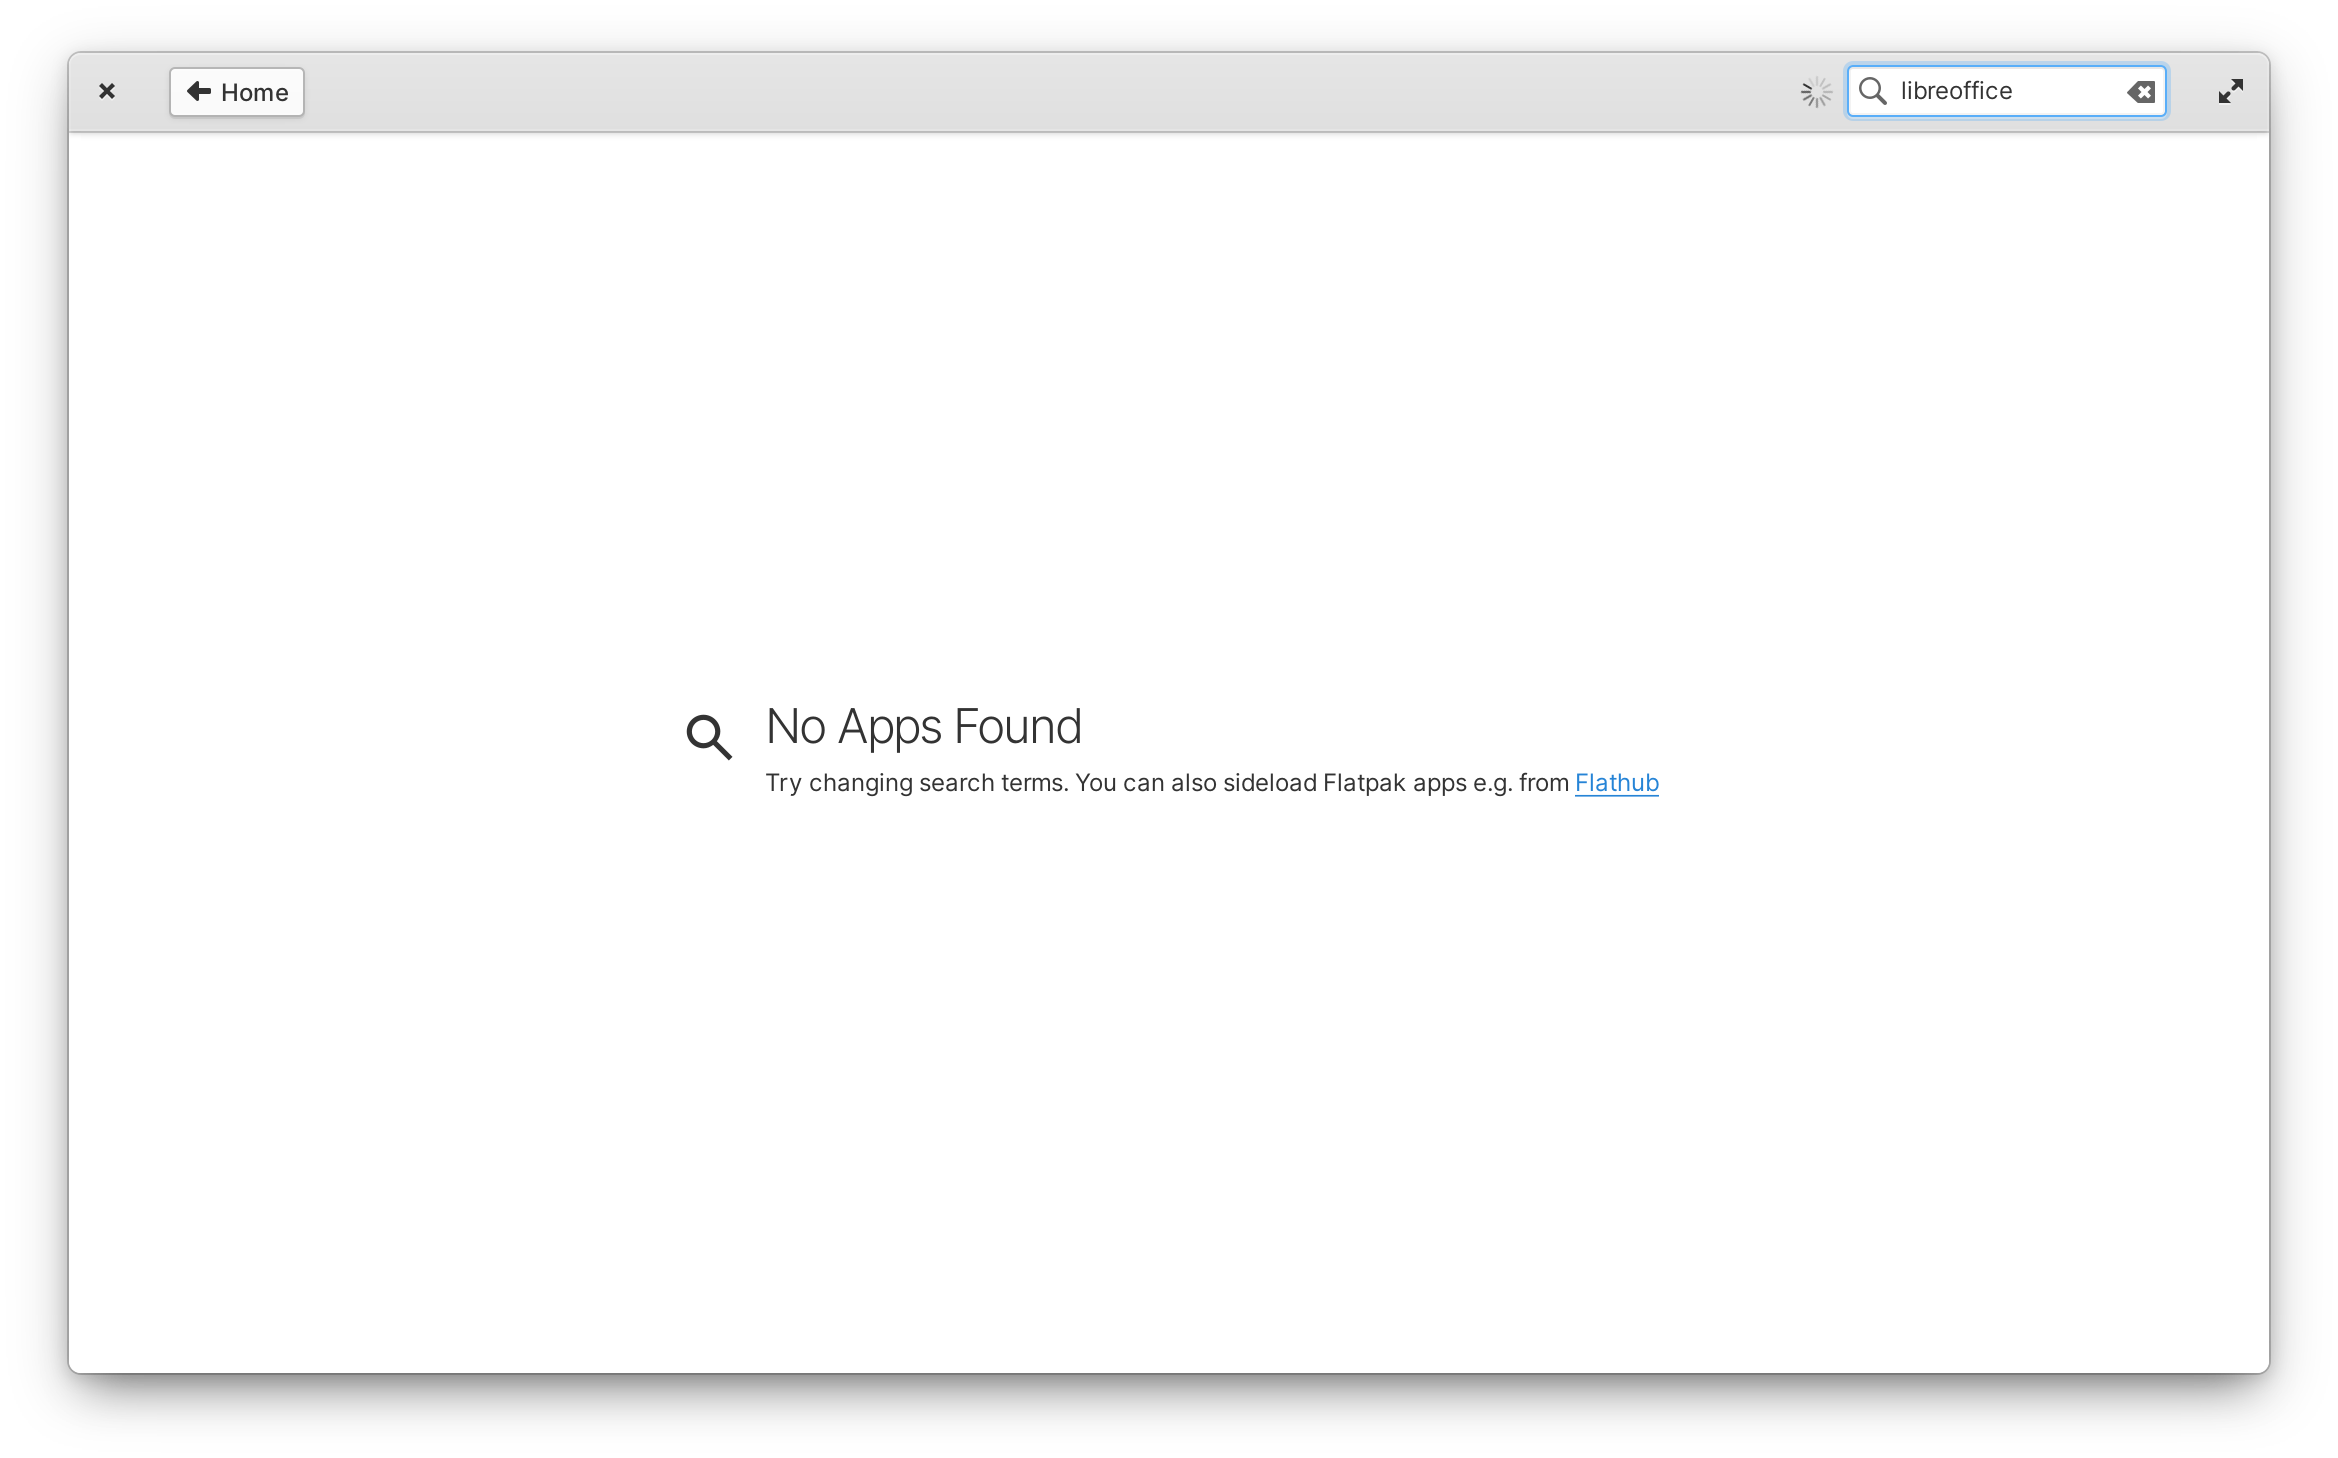 Home
libreoffice
No Apps Found
Try changing search terms. You can also sideload Flatpak apps e.g. from Flathub